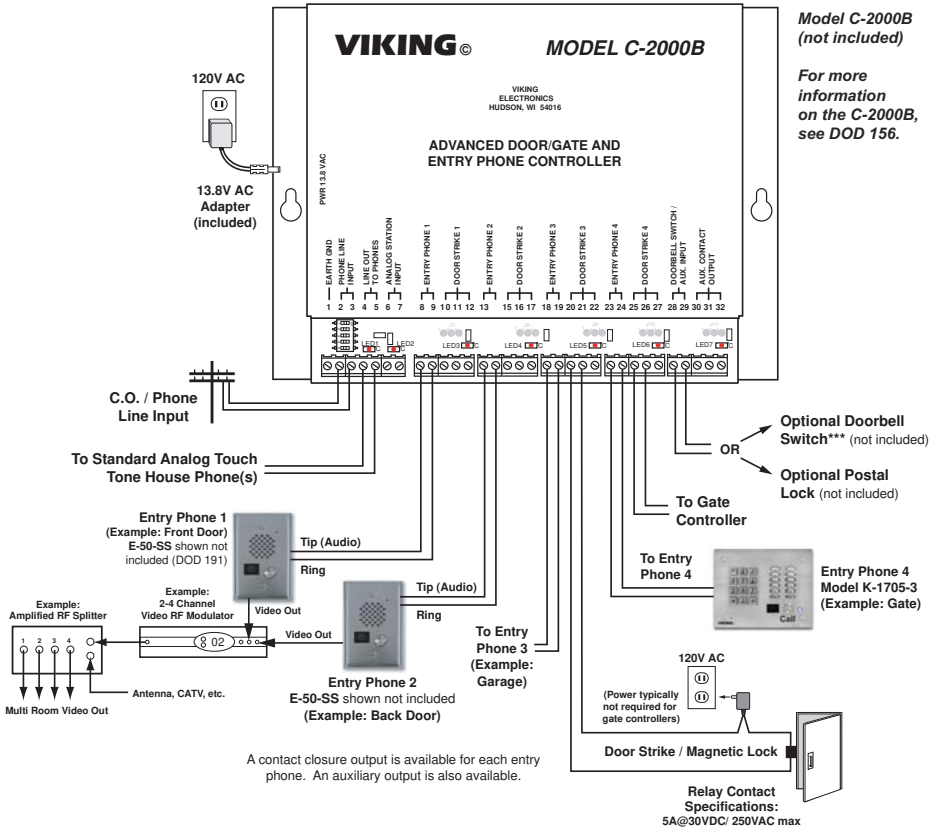 Model C-2000B
(not included)
For more
information
on the C-2000B,
see DOD 156.
VIKING©
MODEL C-2000B
VIKING
ELECTRONICS
HUDSON, WI 54016
ADVANCED DOOR/GATE AND
ENTRY PHONE CONTROLLER
120V AC
13.8V AC
Adapter
(included)
PWR 13.8 VAC
EARTH GND
PHONE LINE
INPUT
LINE OUT
TO PHONES
ANALOG STATION
INPUT
ENTRY PHONE 1
DOOR STRIKE 1
ENTRY PHONE 2
DOOR STRIKE 2
ENTRY PHONE 3
DOOR STRIKE 3
ENTRY PHONE 4
DOOR STRIKE 4
DOORBELL SWITCH /
AUX. INPUT
AUX. CONTACT
OUTPUT
1 2 3 4 5 6 7 8 9 10 11 12 13 15 16 17 18 19 20 21 22 23 24 25 26 27 28 29 30 31 32
LED1 C LED2 C LED3 C LED4 C LED5 C LED6 C LED7 C
C.O. / Phone
Line Input
To Standard Analog Touch
Tone House Phone(s)
OR
Optional Doorbell
Switch*** (not included)
Optional Postal
Lock (not included)
To Gate
Controller
Entry Phone 1
(Example: Front Door)
E-50-SS shown not
included (DOD 191)
Tip (Audio)
Ring
Tip (Audio)
Ring
To Entry
Phone 4
Entry Phone 4
Model K-1705-3
(Example: Gate)
Call
Example:
Amplified RF Splitter
1 2 3 4
Example:
2-4 Channel
Video RF Modulator
02
Video Out
Video Out
Antenna, CATV, etc.
Multi Room Video Out
Entry Phone 2
E-50-SS shown not included
(Example: Back Door)
To Entry
Phone 3
(Example:
Garage)
120V AC
(Power typically
not required for
gate controllers)
Door Strike / Magnetic Lock
A contact closure output is available for each entry
phone. An auxiliary output is also available.
Relay Contact
Specifications:
5A@30VDC/ 250VAC max